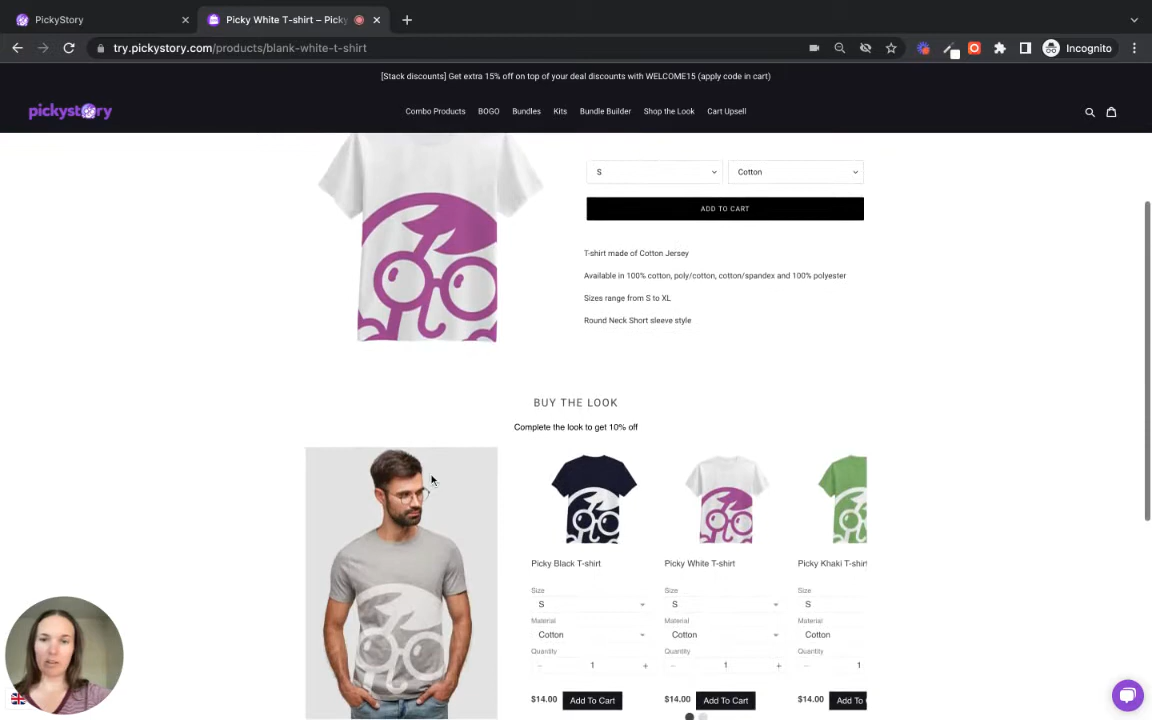 PickyStory
Picky White T-shirt – Picky
try.pickystory.com/products/blank-white-t-shirt
Incognito
[Stack discounts] Get extra 15% off on top of your deal discounts with WELCOME15 (apply code in cart)
pickystory
Combo Products
BOGO
Bundles
Kits
Bundle Builder
Shop the Look
Cart Upsell
S
Cotton
ADD TO CART
T-shirt made of Cotton Jersey
Available in 100% cotton, poly/cotton, cotton/spandex and 100% polyester
Sizes range from S to XL
Round Neck Short sleeve style
BUY THE LOOK
Complete the look to get 10% off
Picky Black T-shirt
Picky White T-shirt
Picky Khaki T-shirt
Size
Size
Size
S
S
S
Material
Material
Material
Cotton
Cotton
Cotton
Quantity
Quantity
Quantity
− 1 +
− 1 +
− 1
$14.00 Add To Cart
$14.00 Add To Cart
$14.00 Add To